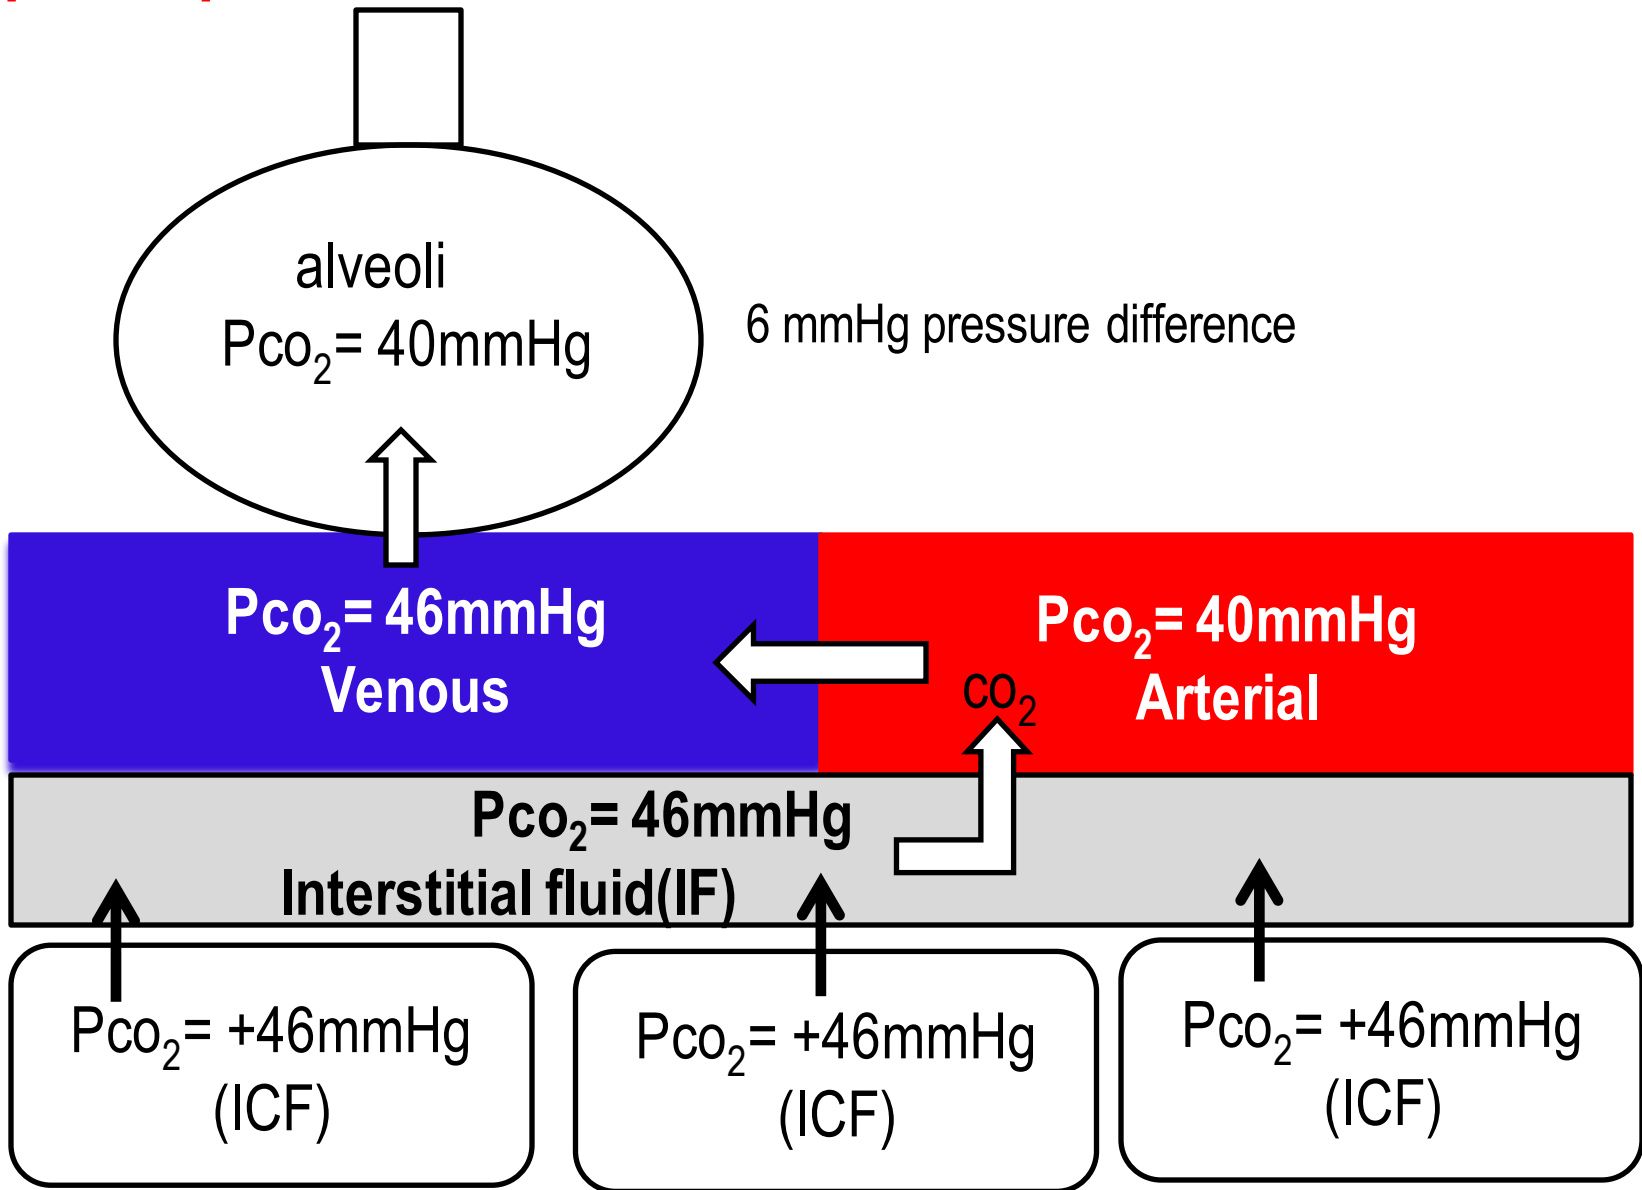 alveoli
Pco₂= 40mmHg
6 mmHg pressure difference
Pco₂= 46mmHg
Venous
Pco₂= 40mmHg
Arterial
co₂
Pco₂= 46mmHg
Interstitial fluid(IF)
Pco₂= +46mmHg
(ICF)
Pco₂= +46mmHg
(ICF)
Pco₂= +46mmHg
(ICF)